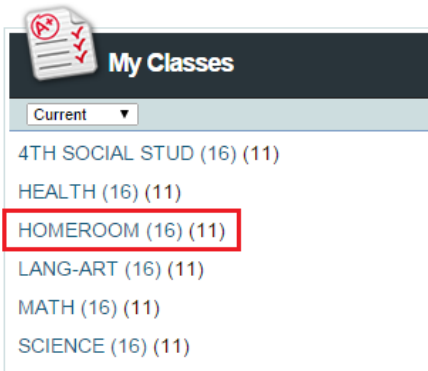 A+
My Classes
Current
4TH SOCIAL STUD (16) (11)
HEALTH (16) (11)
HOMEROOM (16) (11)
LANG-ART (16) (11)
MATH (16) (11)
SCIENCE (16) (11)